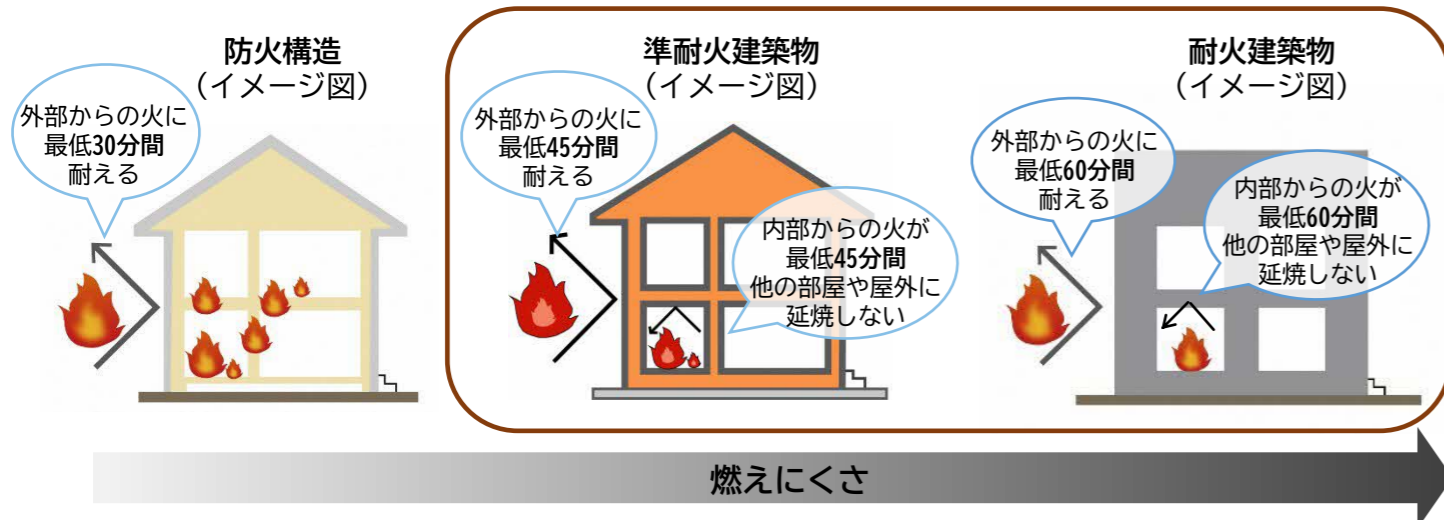 防火構造
（イメージ図）
外部からの火に
最低30分間
耐える
準耐火建築物
（イメージ図）
外部からの火に
最低45分間
耐える
内部からの火が
最低45分間
他の部屋や屋外に
延焼しない
耐火建築物
（イメージ図）
外部からの火に
最低60分間
耐える
内部からの火が
最低60分間
他の部屋や屋外に
延焼しない
燃えにくさ